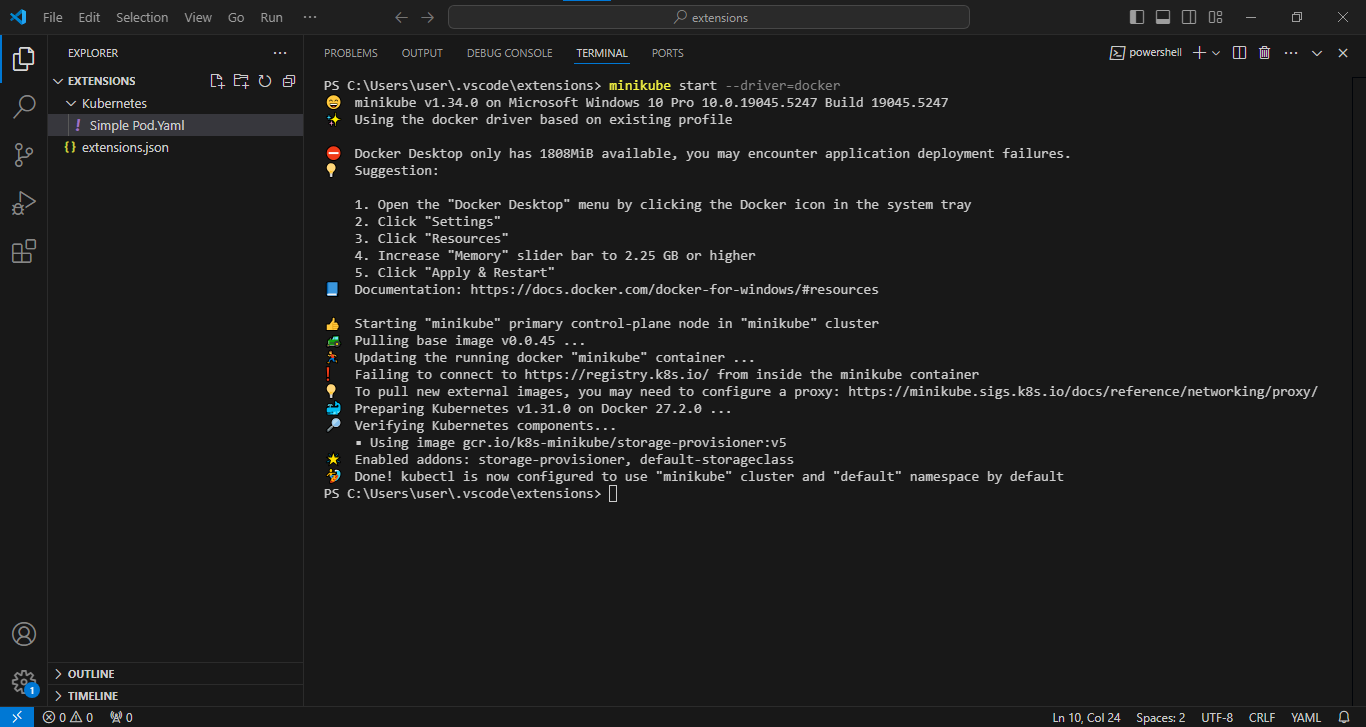 File Edit Selection View Go Run ···
extensions
EXPLORER
EXTENSIONS
Kubernetes
! Simple Pod.Yaml
{} extensions.json
OUTLINE
TIMELINE
PROBLEMS OUTPUT DEBUG CONSOLE TERMINAL PORTS
powershell
PS C:\Users\user\.vscode\extensions> minikube start --driver=docker
minikube v1.34.0 on Microsoft Windows 10 Pro 10.0.19045.5247 Build 19045.5247
Using the docker driver based on existing profile
Docker Desktop only has 1808MiB available, you may encounter application deployment failures.
Suggestion:
1. Open the "Docker Desktop" menu by clicking the Docker icon in the system tray
2. Click "Settings"
3. Click "Resources"
4. Increase "Memory" slider bar to 2.25 GB or higher
5. Click "Apply & Restart"
Documentation: https://docs.docker.com/docker-for-windows/#resources
Starting "minikube" primary control-plane node in "minikube" cluster
Pulling base image v0.0.45 ...
Updating the running docker "minikube" container ...
Failing to connect to https://registry.k8s.io/ from inside the minikube container
To pull new external images, you may need to configure a proxy: https://minikube.sigs.k8s.io/docs/reference/networking/proxy/
Preparing Kubernetes v1.31.0 on Docker 27.2.0 ...
Verifying Kubernetes components...
▪ Using image gcr.io/k8s-minikube/storage-provisioner:v5
Enabled addons: storage-provisioner, default-storageclass
Done! kubectl is now configured to use "minikube" cluster and "default" namespace by default
PS C:\Users\user\.vscode\extensions>
1
0 0 0
Ln 10, Col 24 Spaces: 2 UTF-8 CRLF YAML